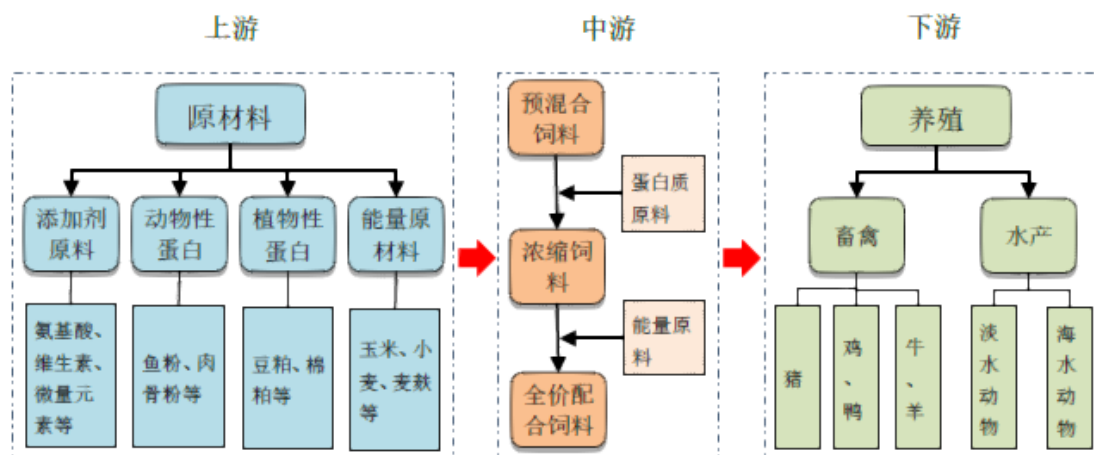 上游
中游
下游
原材料
添加剂
原料
动物性
蛋白
植物性
蛋白
能量原
材料
氨基酸、
维生素、
微量元
素等
鱼粉、肉
骨粉等
豆粕、棉
粕等
玉米、小
麦、麦麸
等
预混合
饲料
蛋白质
原料
浓缩饲
料
能量原
料
全价配
合饲料
养殖
畜禽
水产
猪
鸡、鸭
牛、羊
淡水动物
海水动物